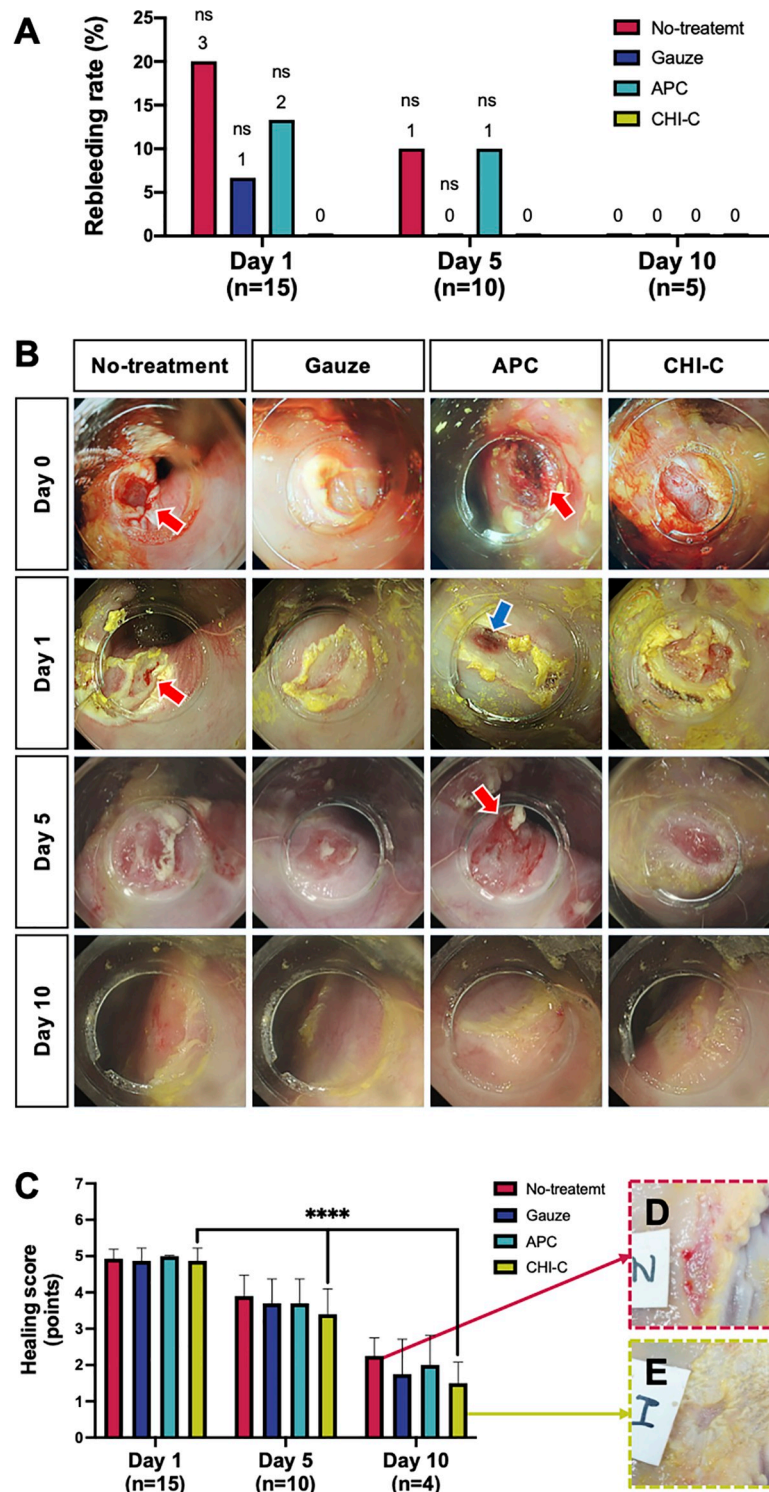 A
Rebleeding rate (%)
25
20
15
10
5
0
ns
3
ns
1
ns
2
0
ns
1
ns
0
ns
1
0
0
0
0
0
Day 1
(n=15)
Day 5
(n=10)
Day 10
(n=5)
No-treatemt
Gauze
APC
CHI-C
B
No-treatment
Gauze
APC
CHI-C
Day 0
Day 1
Day 5
Day 10
C
Healing score
(points)
7
6
5
4
3
2
1
0
****
Day 1
(n=15)
Day 5
(n=10)
Day 10
(n=4)
No-treatemt
Gauze
APC
CHI-C
D
N
E
H